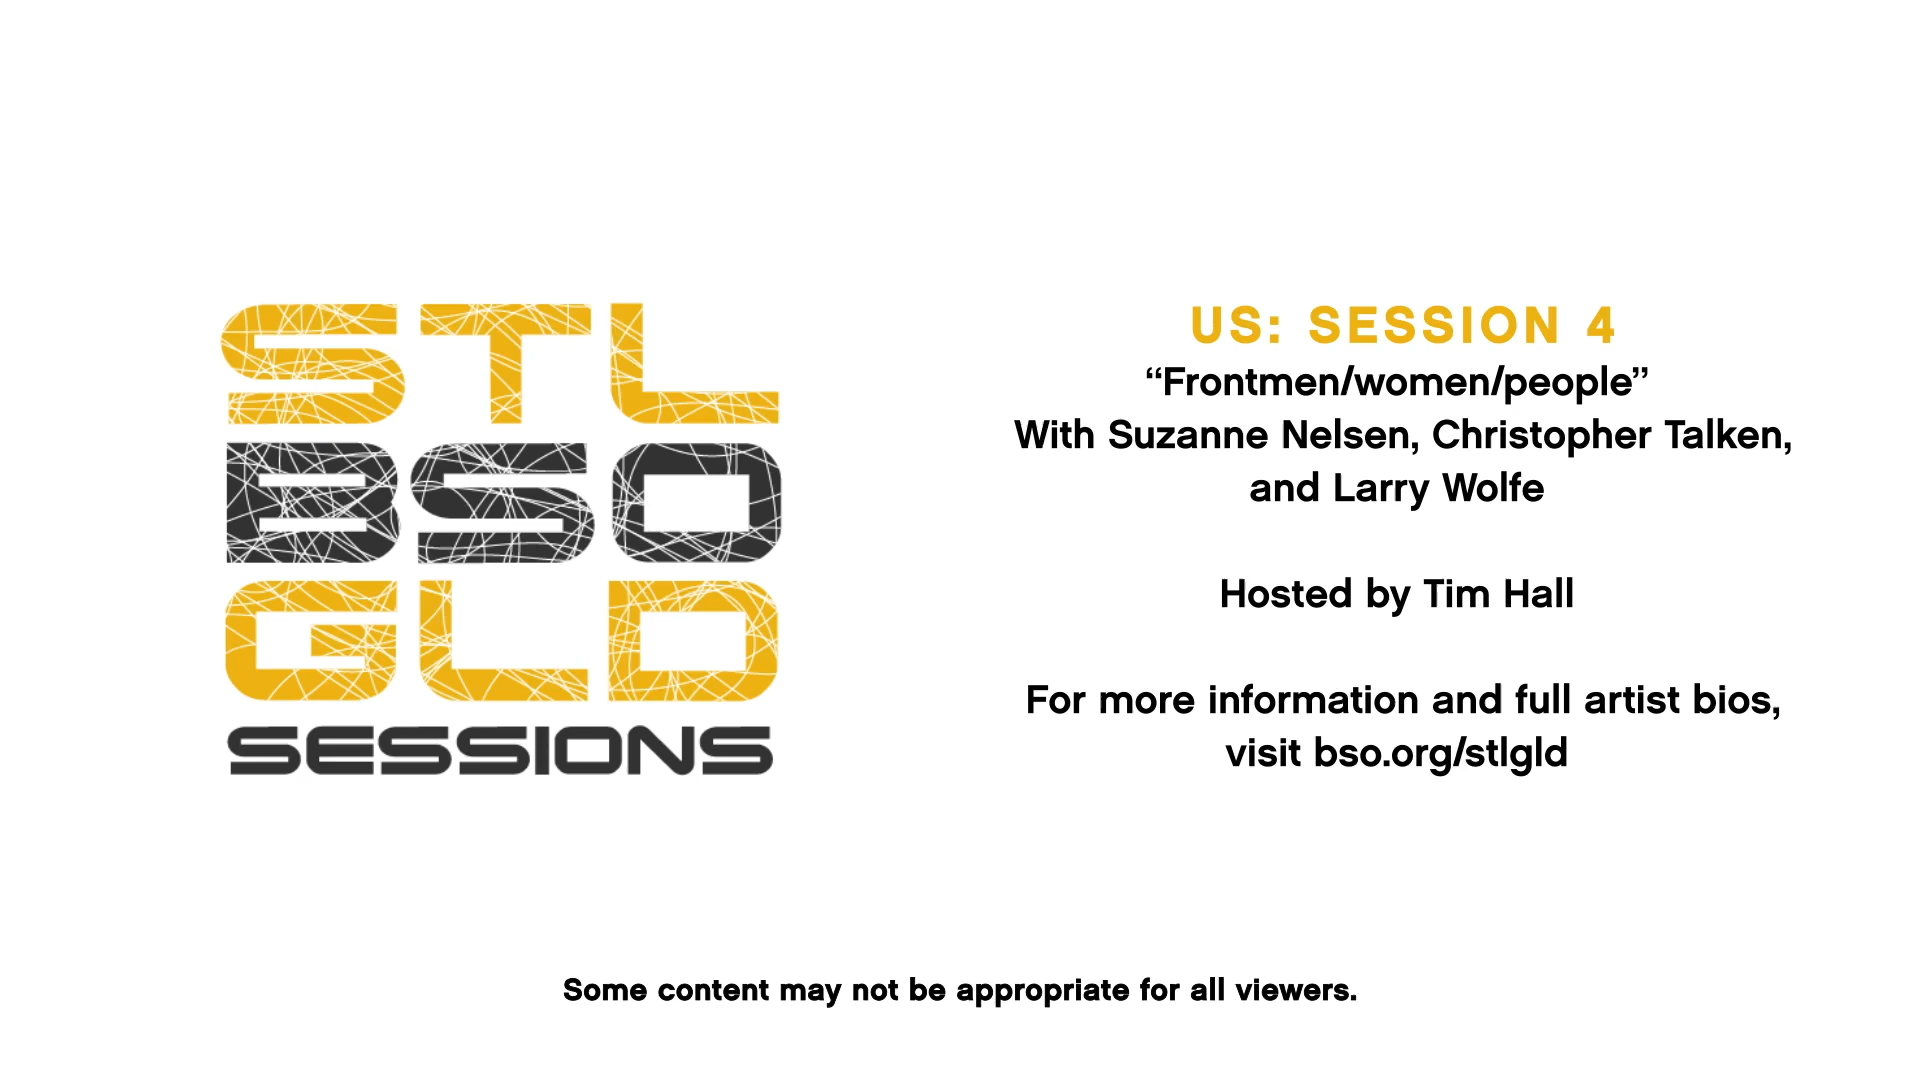 STL
BSO
GLD
SESSIONS
US: SESSION 4
“Frontmen/women/people”
With Suzanne Nelsen, Christopher Talken,
and Larry Wolfe
Hosted by Tim Hall
For more information and full artist bios,
visit bso.org/stlgld
Some content may not be appropriate for all viewers.